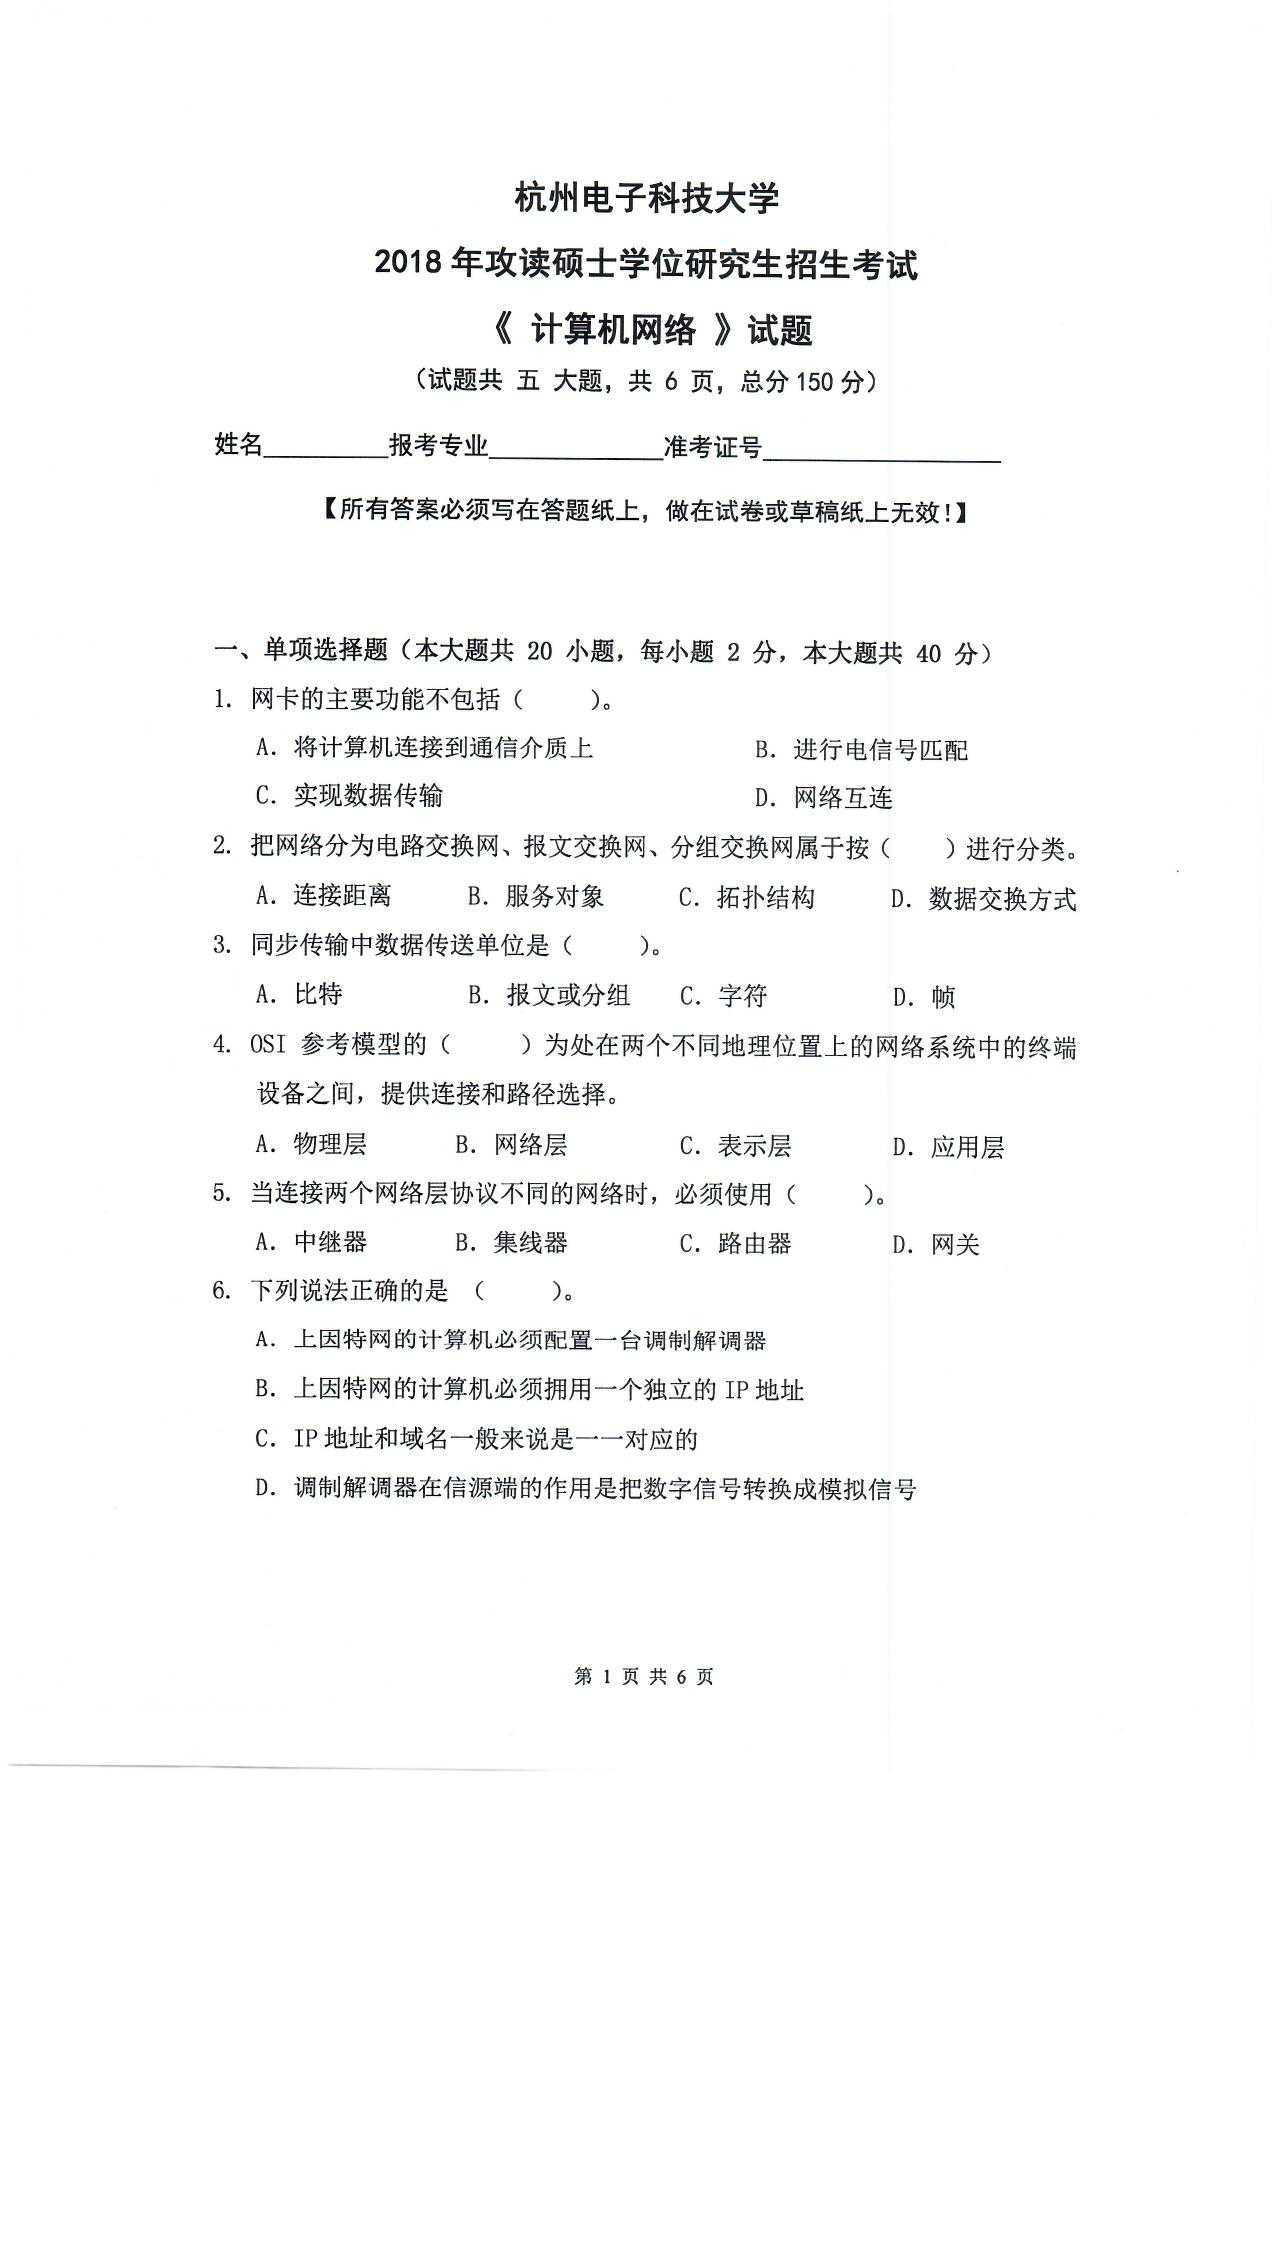 杭州电子科技大学
2018 年攻读硕士学位研究生招生考试
《 计算机网络 》试题
（试题共 五 大题，共 6 页，总分 150 分）
姓名__________报考专业______________准考证号___________________
【所有答案必须写在答题纸上，做在试卷或草稿纸上无效！】
一、单项选择题（本大题共 20 小题，每小题 2 分，本大题共 40 分）
1. 网卡的主要功能不包括（　　）。
A. 将计算机连接到通信介质上　　B. 进行电信号匹配
C. 实现数据传输　　D. 网络互连
2. 把网络分为电路交换网、报文交换网、分组交换网属于按（　　）进行分类。
A. 连接距离　　B. 服务对象　　C. 拓扑结构　　D. 数据交换方式
3. 同步传输中数据传送单位是（　　）。
A. 比特　　B. 报文或分组　　C. 字符　　D. 帧
4. OSI 参考模型的（　　）为处在两个不同地理位置上的网络系统中的终端
设备之间，提供连接和路径选择。
A. 物理层　　B. 网络层　　C. 表示层　　D. 应用层
5. 当连接两个网络层协议不同的网络时，必须使用（　　）。
A. 中继器　　B. 集线器　　C. 路由器　　D. 网关
6. 下列说法正确的是 （　　）。
A. 上因特网的计算机必须配置一台调制解调器
B. 上因特网的计算机必须拥用一个独立的 IP 地址
C. IP 地址和域名一般来说是一一对应的
D. 调制解调器在信源端的作用是把数字信号转换成模拟信号
第 1 页 共 6 页